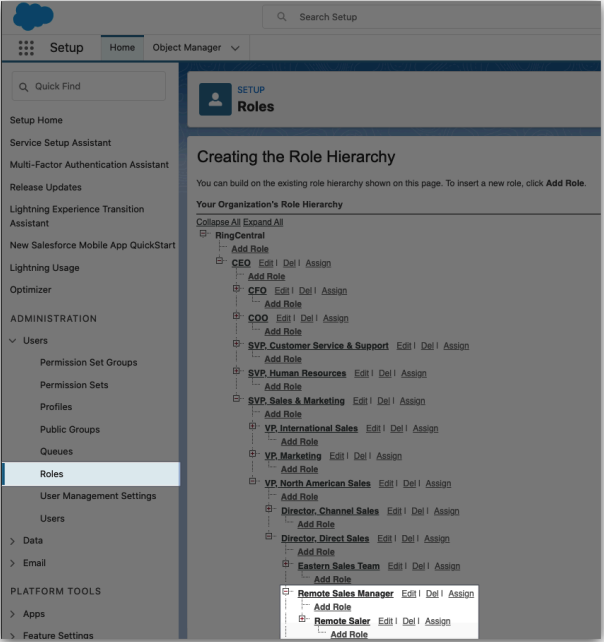 Search Setup
Setup Home Object Manager
Quick Find
Setup Home
Service Setup Assistant
Multi-Factor Authentication Assistant
Release Updates
Lightning Experience Transition
Assistant
New Salesforce Mobile App QuickStart
Lightning Usage
Optimizer
ADMINISTRATION
Users
Permission Set Groups
Permission Sets
Profiles
Public Groups
Queues
Roles
User Management Settings
Users
Data
Email
PLATFORM TOOLS
Apps
Feature Settings
SETUP
Roles
Creating the Role Hierarchy
You can build on the existing role hierarchy shown on this page. To insert a new role, click Add Role.
Your Organization's Role Hierarchy
Collapse All Expand All
RingCentral
Add Role
CEO Edit | Del | Assign
Add Role
CFO Edit | Del | Assign
Add Role
COO Edit | Del | Assign
Add Role
SVP, Customer Service & Support Edit | Del | Assign
Add Role
SVP, Human Resources Edit | Del | Assign
Add Role
SVP, Sales & Marketing Edit | Del | Assign
Add Role
VP, International Sales Edit | Del | Assign
Add Role
VP, Marketing Edit | Del | Assign
Add Role
VP, North American Sales Edit | Del | Assign
Add Role
Director, Channel Sales Edit | Del | Assign
Add Role
Director, Direct Sales Edit | Del | Assign
Add Role
Eastern Sales Team Edit | Del | Assign
Add Role
Remote Sales Manager Edit | Del | Assign
Add Role
Remote Saler Edit | Del | Assign
Add Role